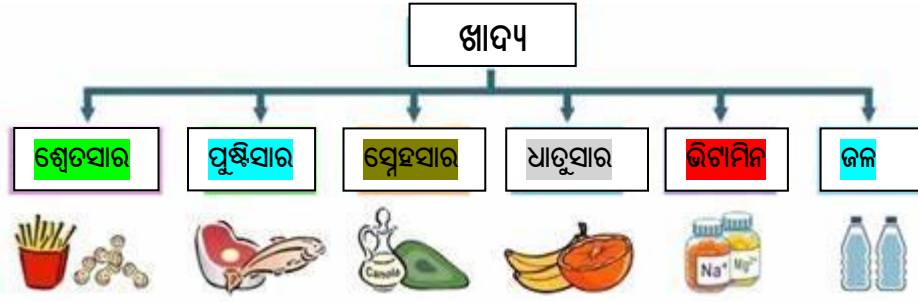 ଖାଦ୍ୟ
ଶ୍ୱେତସାର ପୁଷ୍ଟିସାର ସ୍ନେହସାର ଧାତୁସାର ଭିଟାମିନ ଜଳ
Canola Na⁺ Mg²⁺